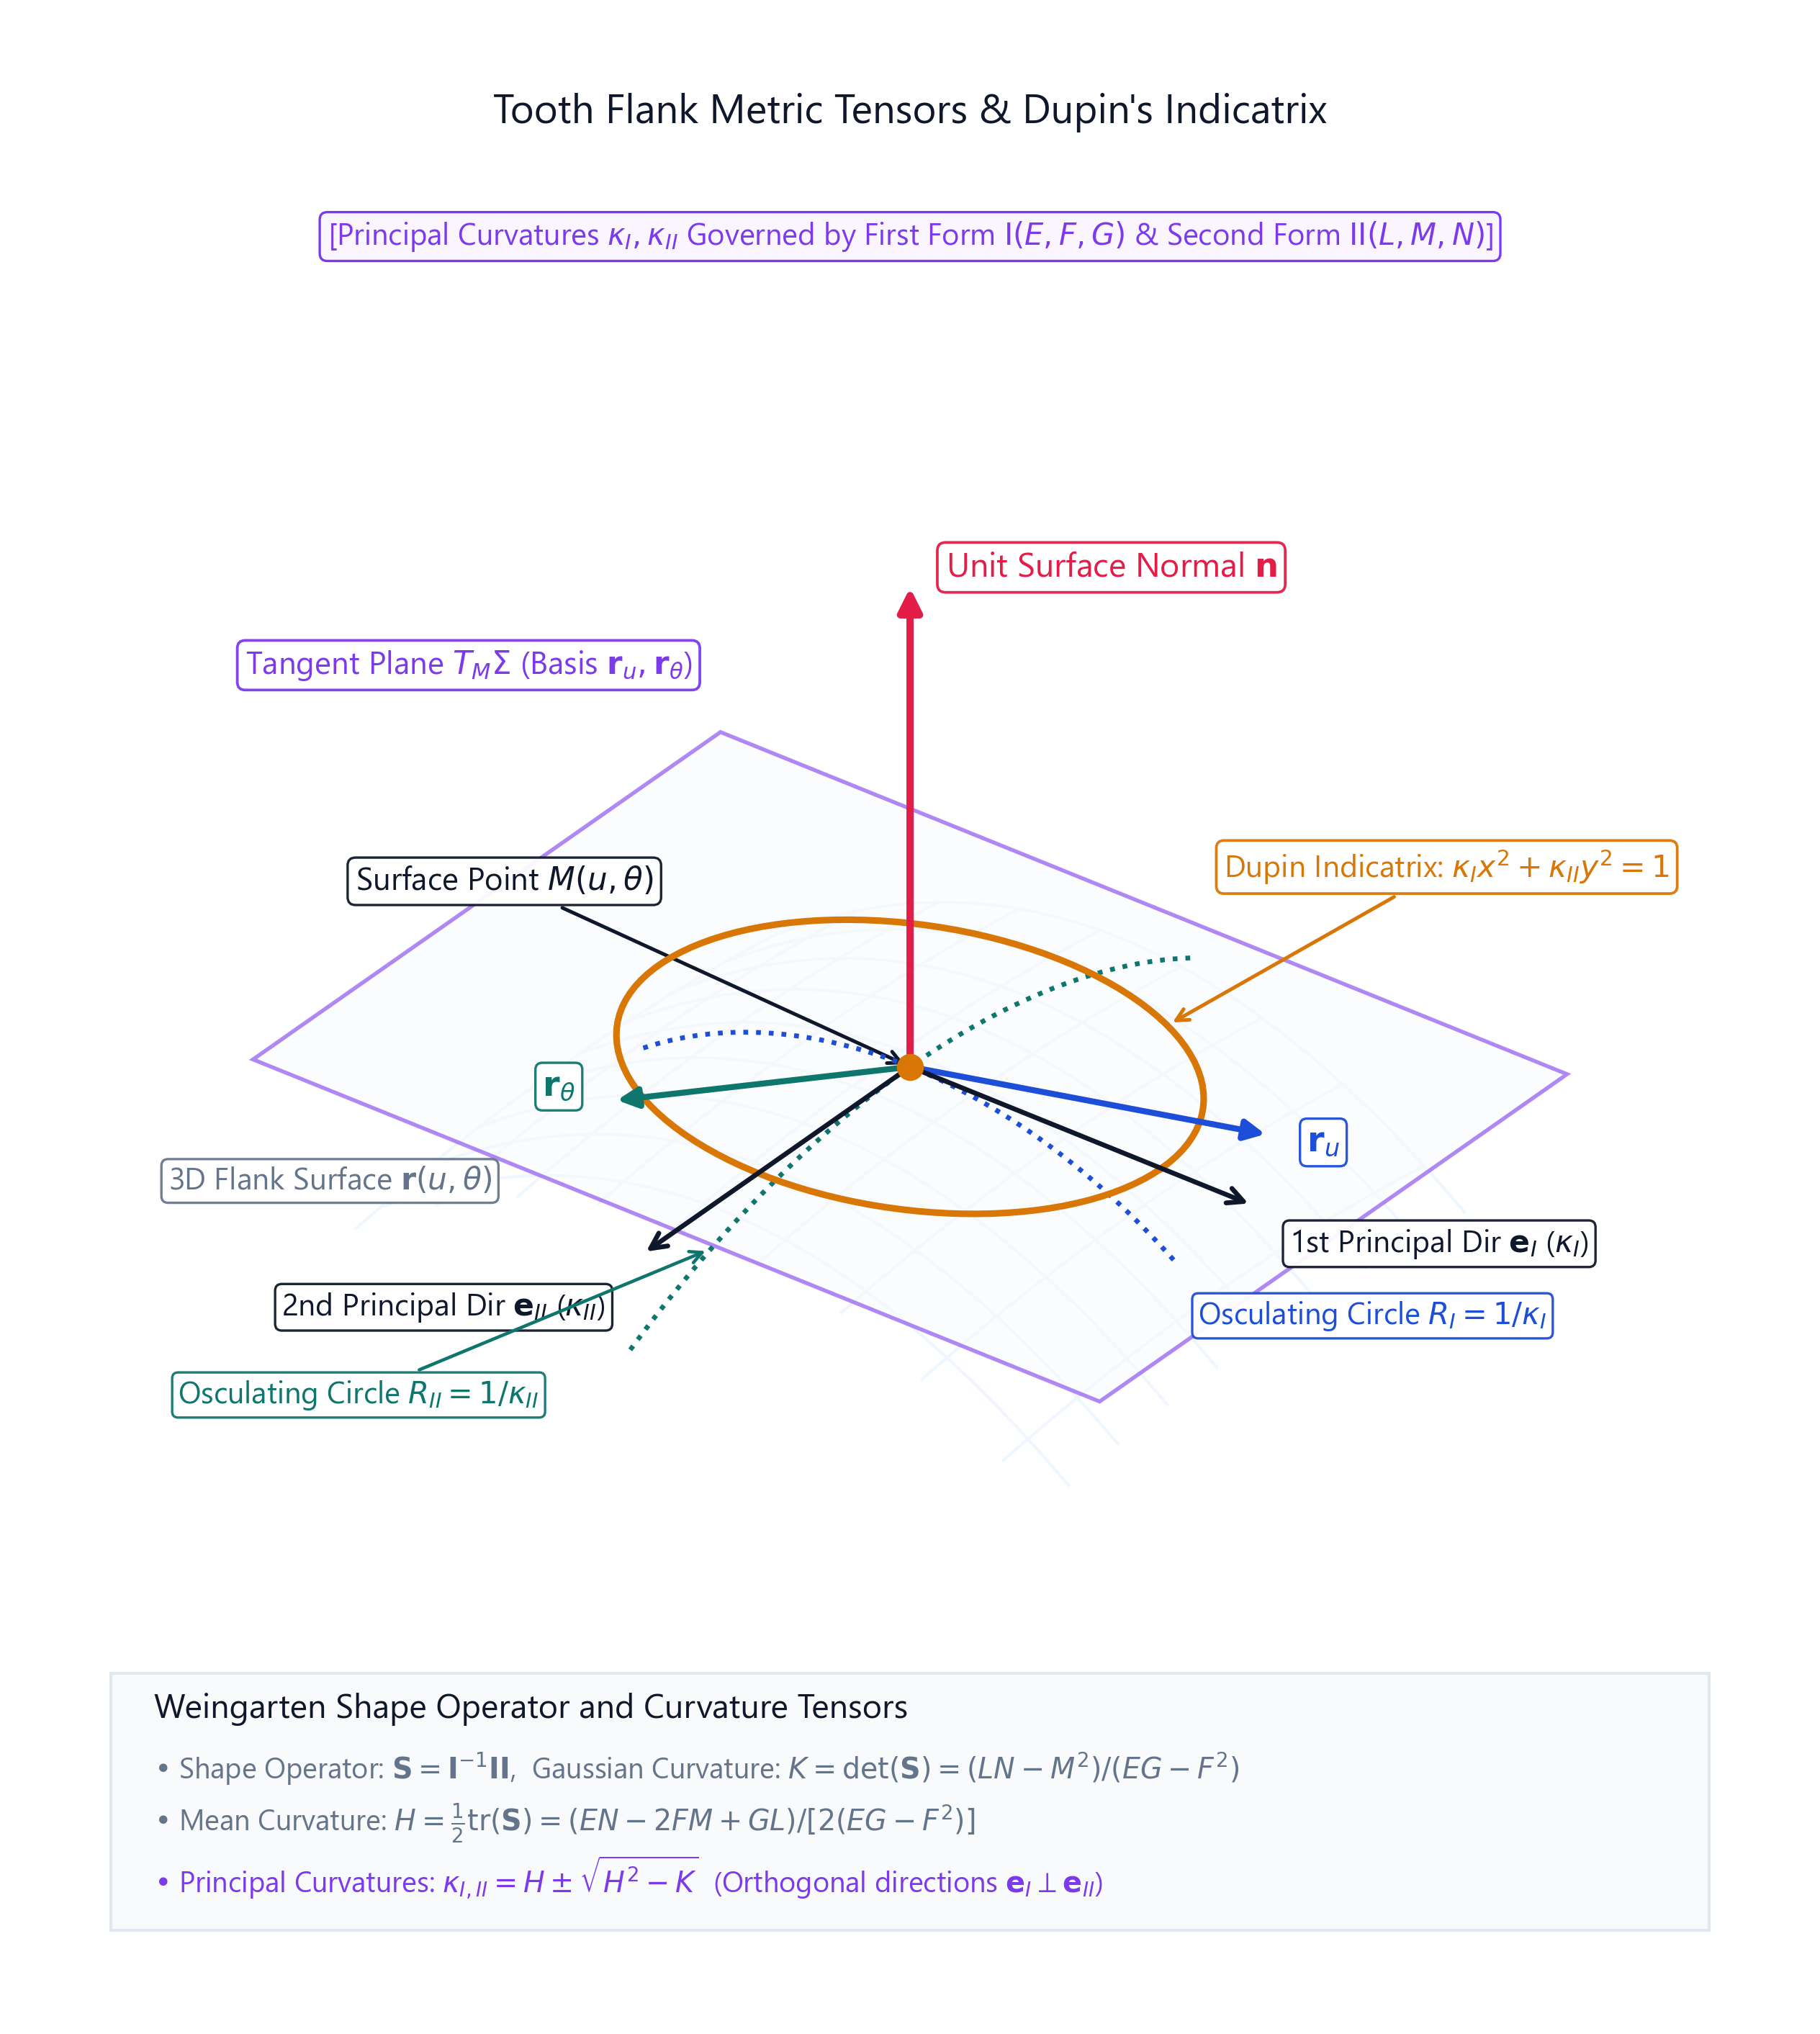 Tooth Flank Metric Tensors & Dupin's Indicatrix
[Principal Curvatures κ_I, κ_II Governed by First Form I(E, F, G) & Second Form II(L, M, N)]
Unit Surface Normal n
Tangent Plane T_MΣ (Basis r_u, r_θ)
Surface Point M(u, θ)
Dupin Indicatrix: κ_I x² + κ_II y² = 1
r_θ
r_u
3D Flank Surface r(u, θ)
1st Principal Dir e_I (κ_I)
2nd Principal Dir e_II (κ_II)
Osculating Circle R_I = 1/κ_I
Osculating Circle R_II = 1/κ_II
Weingarten Shape Operator and Curvature Tensors
• Shape Operator: S = I⁻¹II, Gaussian Curvature: K = det(S) = (LN − M²)/(EG − F²)
• Mean Curvature: H = ½tr(S) = (EN − 2FM + GL)/[2(EG − F²)]
• Principal Curvatures: κ_I,II = H ± √(H² − K) (Orthogonal directions e_I ⊥ e_II)